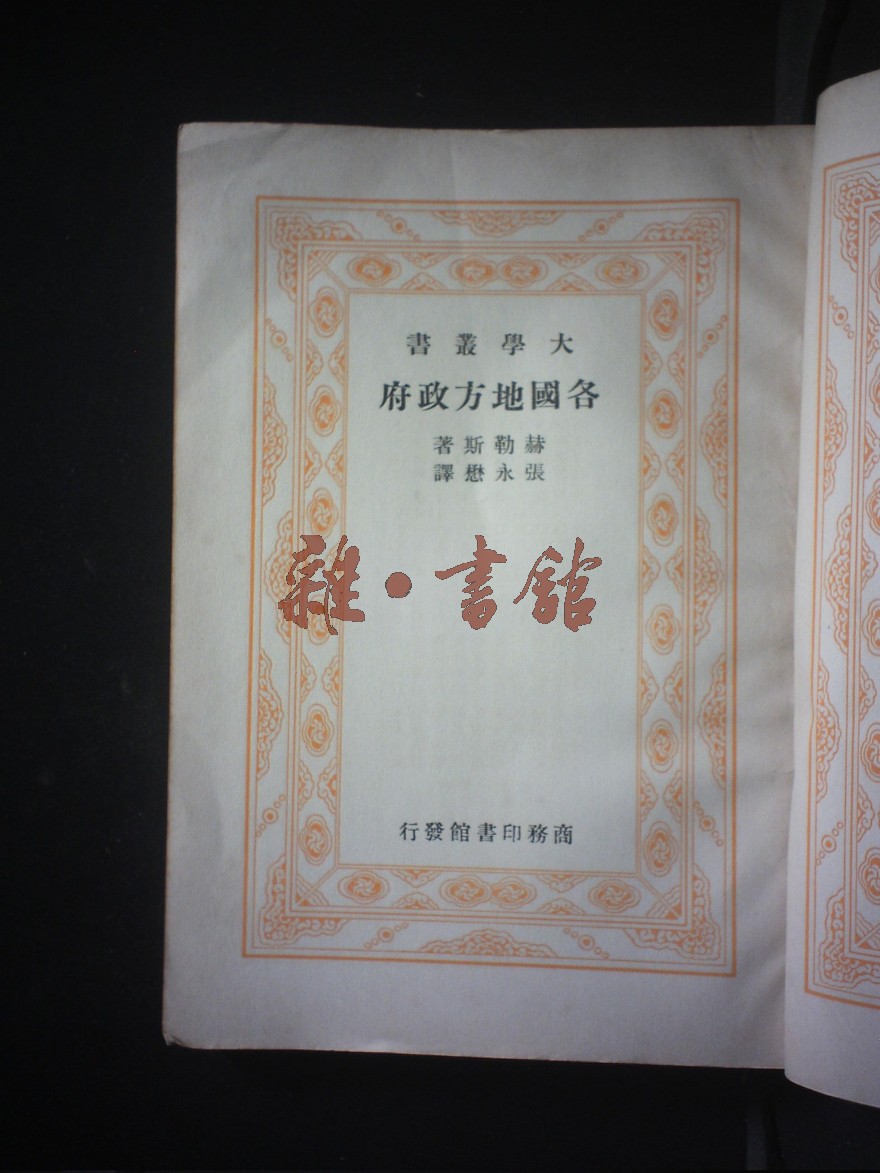 大學叢書
各國地方政府
赫勒斯著
張永懋譯
雜·書館
商務印書館發行